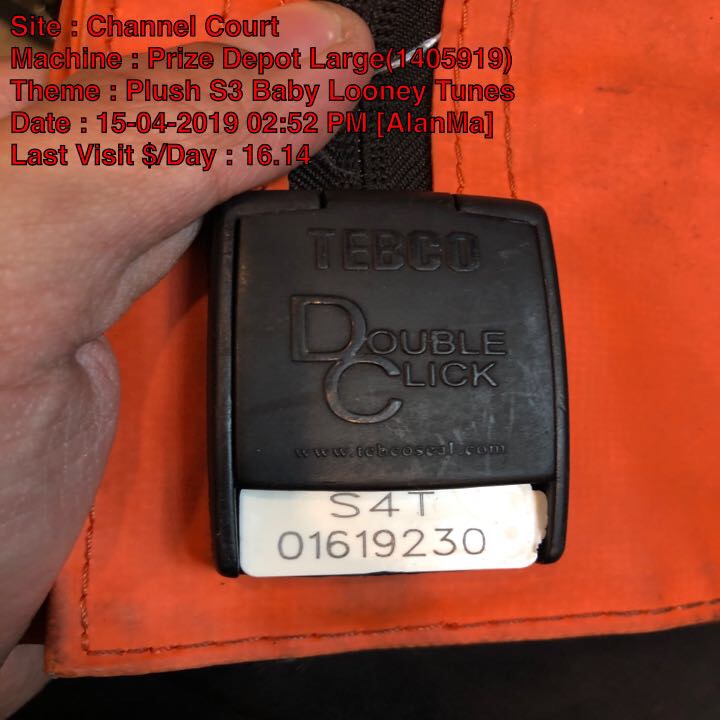 Site : Channel Court
Machine : Prize Depot Large(1405919)
Theme : Plush S3 Baby Looney Tunes
Date : 15-04-2019 02:52 PM [AlanMa]
Last Visit $/Day : 16.14
TEBCO
DOUBLE
CLICK
www.tebcoseal.com
S4T
01619230